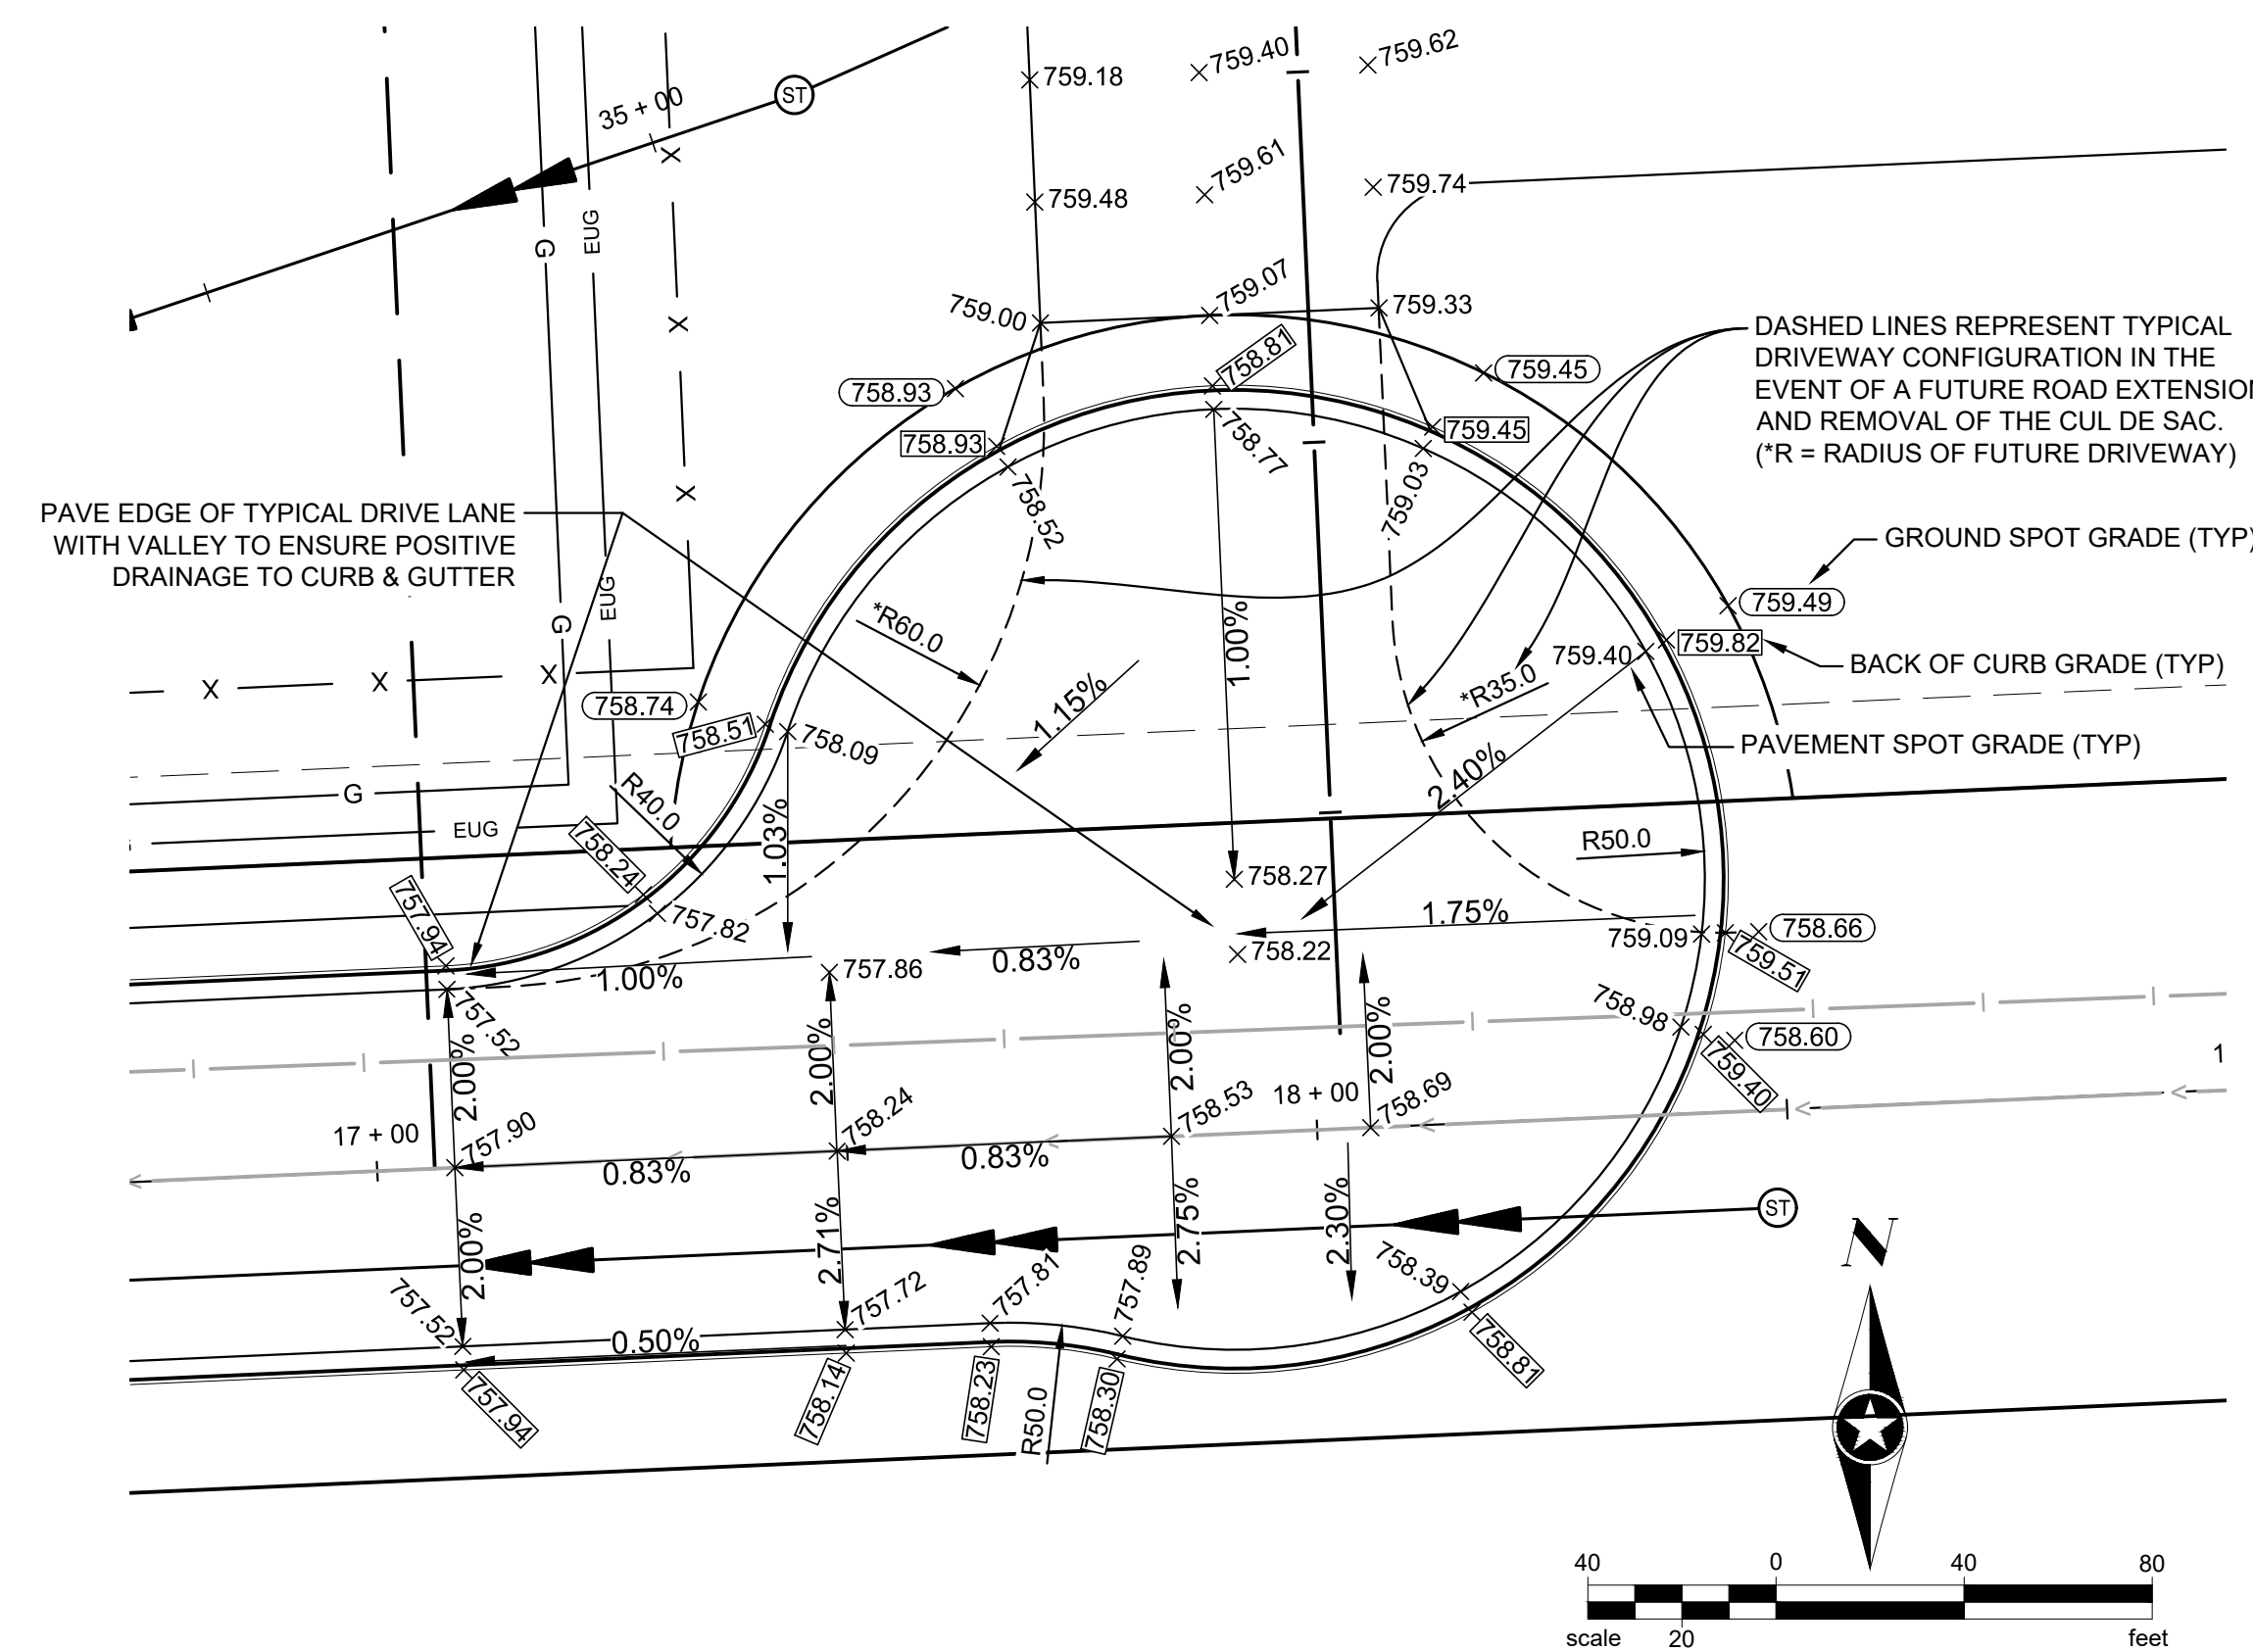 759.40
759.62
759.18
ST
35 + 00
X
759.61
759.74
759.48
EUG
G
759.07
759.00
759.33
X
DASHED LINES REPRESENT TYPICAL
DRIVEWAY CONFIGURATION IN THE
EVENT OF A FUTURE ROAD EXTENSION
AND REMOVAL OF THE CUL DE SAC.
(*R = RADIUS OF FUTURE DRIVEWAY)
758.81
759.45
758.93
758.93
759.45
758.77
759.03
758.52
X
PAVE EDGE OF TYPICAL DRIVE LANE
WITH VALLEY TO ENSURE POSITIVE
DRAINAGE TO CURB & GUTTER
GROUND SPOT GRADE (TYP)
759.49
EUG
G
*R60.0
1.00%
759.82
759.40
BACK OF CURB GRADE (TYP)
X X X
758.74
758.51
758.09
1.15%
*R35.0
2.40%
PAVEMENT SPOT GRADE (TYP)
G
EUG
R40.0
1.03%
R50.0
758.24
758.27
757.94
757.82
1.75%
758.66
759.09
759.51
758.22
0.83%
757.86
1.00%
757.52
758.98
758.60
759.40
2.00%
2.00%
2.00%
2.00%
1
758.24
758.53
18 + 00
758.69
17 + 00
757.90
0.83%
0.83%
ST
2.00%
2.71%
2.75%
2.30%
N
757.52
757.72
757.81
757.89
758.39
0.50%
757.94
758.14
758.23
R50.0
758.30
758.81
40 0 40 80
scale 20 feet